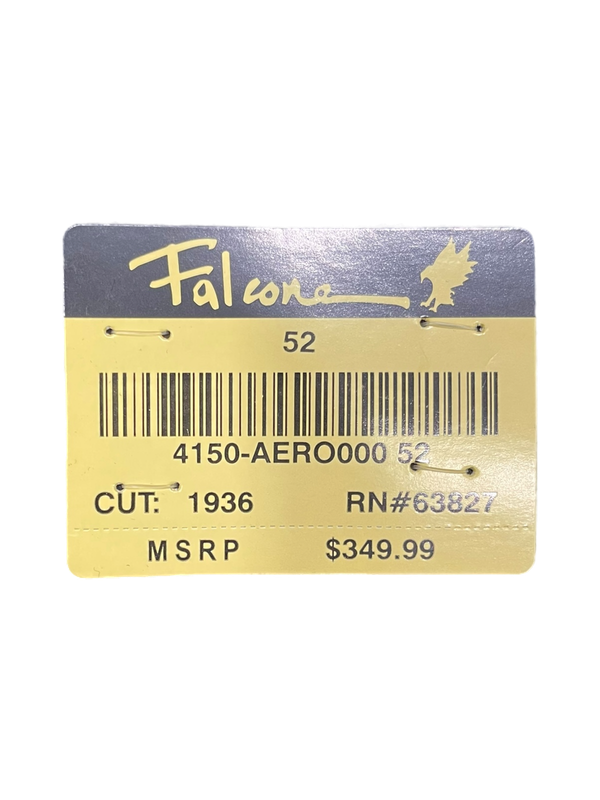 Falcone
52
4150-AERO000 52
CUT: 1936 RN#63827
MSRP $349.99